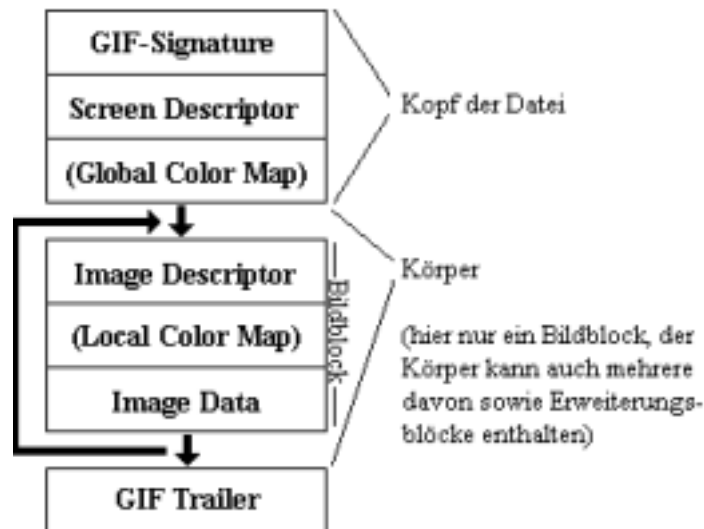 GIF-Signature
Screen Descriptor
(Global Color Map)
Kopf der Datei
Image Descriptor
(Local Color Map)
Image Data
Bildblock
Körper
(hier nur ein Bildblock, der
Körper kann auch mehrere
davon sowie Erweiterungs-
blöcke enthalten)
GIF Trailer